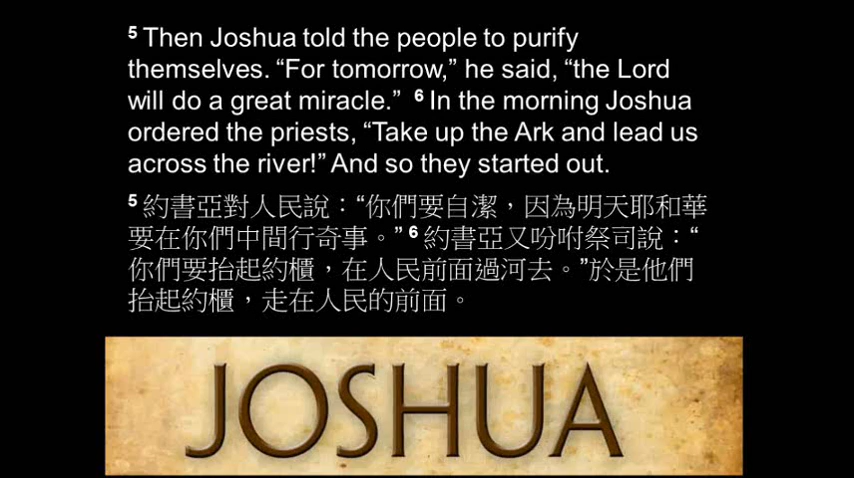 5 Then Joshua told the people to purify
themselves. “For tomorrow,” he said, “the Lord
will do a great miracle.” 6 In the morning Joshua
ordered the priests, “Take up the Ark and lead us
across the river!” And so they started out.
5 約書亞對人民說：“你們要自潔，因為明天耶和華
要在你們中間行奇事。” 6 約書亞又吩咐祭司說：“
你們要抬起約櫃，在人民前面過河去。”於是他們
抬起約櫃，走在人民的前面。
JOSHUA